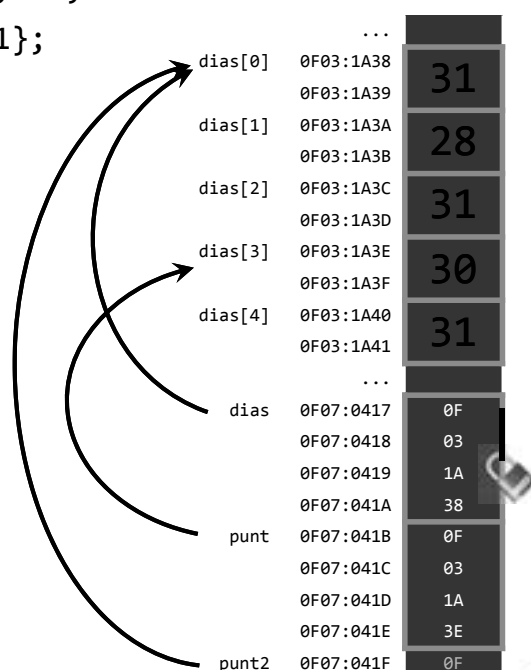 1};
...
dias[0] 0F03:1A38 31
0F03:1A39
dias[1] 0F03:1A3A 28
0F03:1A3B
dias[2] 0F03:1A3C 31
0F03:1A3D
dias[3] 0F03:1A3E 30
0F03:1A3F
dias[4] 0F03:1A40 31
0F03:1A41
...
dias 0F07:0417 0F
0F07:0418 03
0F07:0419 1A
0F07:041A 38
punt 0F07:041B 0F
0F07:041C 03
0F07:041D 1A
0F07:041E 3E
punt2 0F07:041F 0F